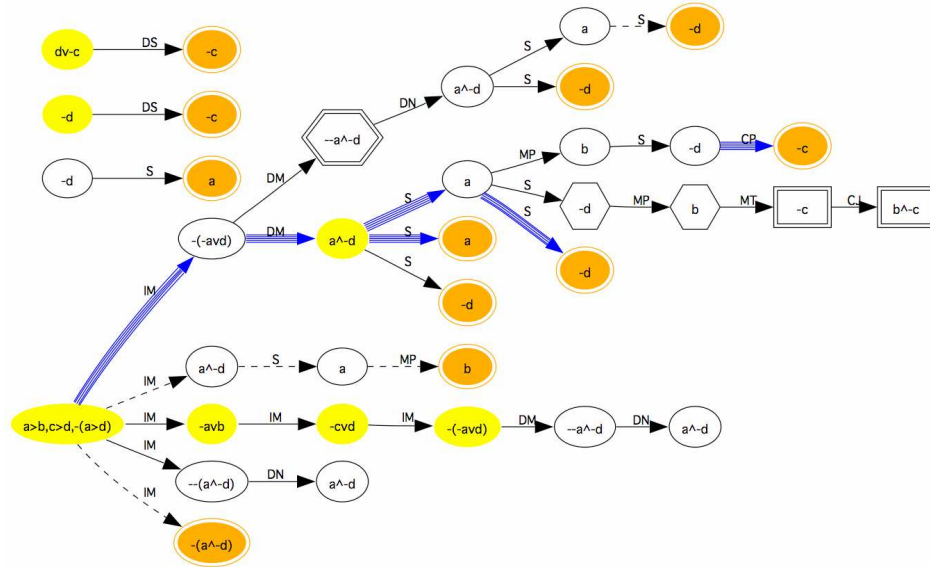 a
S
-d
dv-c
DS
-c
S
a^-d
S
-d
DN
-d
DS
-c
--a^-d
b
S
-d
CP
-c
MP
DM
-d
S
a
a
S
S
-d
MP
b
MT
-c
CJ
b^-c
S
-(-avd)
DM
a^-d
S
a
-d
S
-d
IM
a^-d
S
a
MP
b
IM
a>b,c>d,-(a>d)
IM
-avb
IM
-cvd
IM
-(-avd)
DM
--a^-d
DN
a^-d
IM
--(a^-d)
DN
a^-d
IM
-(a^-d)